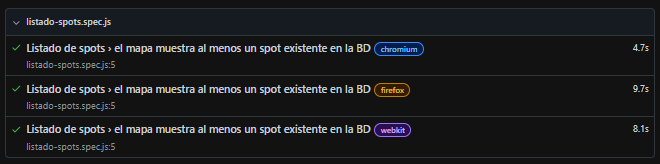 listado-spots.spec.js
Listado de spots › el mapa muestra al menos un spot existente en la BD chromium 4.7s
listado-spots.spec.js:5
Listado de spots › el mapa muestra al menos un spot existente en la BD firefox 9.7s
listado-spots.spec.js:5
Listado de spots › el mapa muestra al menos un spot existente en la BD webkit 8.1s
listado-spots.spec.js:5